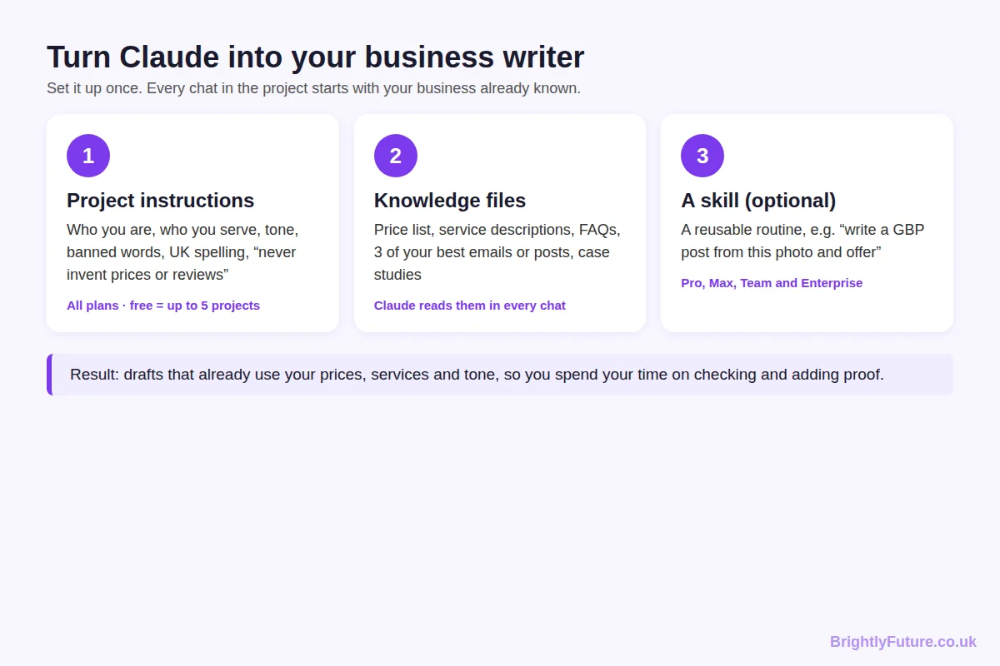 Turn Claude into your business writer
Set it up once. Every chat in the project starts with your business already known.
1
Project instructions
Who you are, who you serve, tone,
banned words, UK spelling, “never
invent prices or reviews”
All plans · free = up to 5 projects
2
Knowledge files
Price list, service descriptions, FAQs,
3 of your best emails or posts, case
studies
Claude reads them in every chat
3
A skill (optional)
A reusable routine, e.g. “write a GBP
post from this photo and offer”
Pro, Max, Team and Enterprise
Result: drafts that already use your prices, services and tone, so you spend your time on checking and adding proof.
BrightlyFuture.co.uk